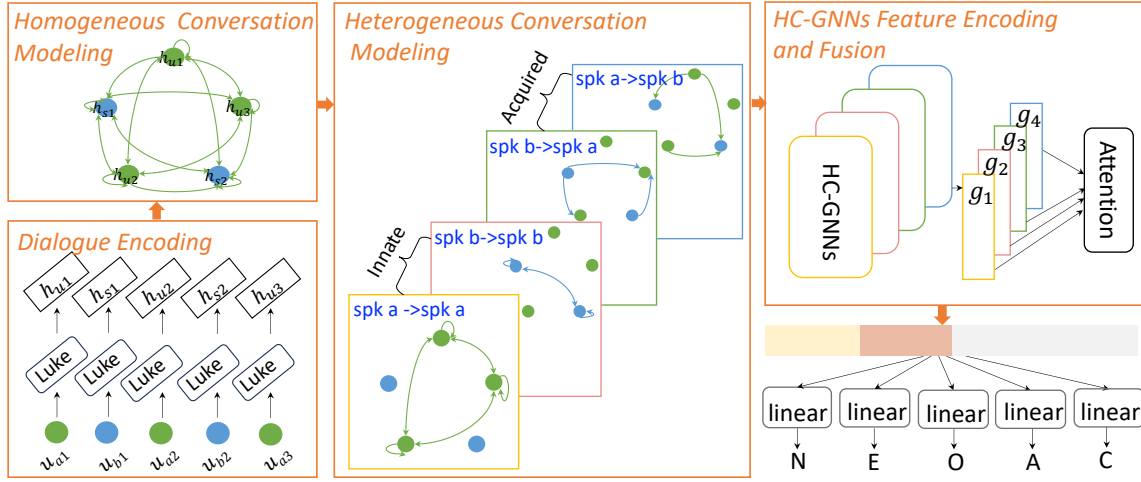 Homogeneous Conversation
Modeling
h_{u1}
h_{s1}
h_{u3}
h_{u2}
h_{s2}
Dialogue Encoding
h_{u1} h_{s1} h_{u2} h_{s2} h_{u3}
Luke Luke Luke Luke Luke
u_{a1} u_{b1} u_{a2} u_{b2} u_{a3}
Heterogeneous Conversation
Modeling
Acquired
spk a->spk b
spk b->spk a
Innate
spk b->spk b
spk a ->spk a
HC-GNNs Feature Encoding
and Fusion
HC-GNNs
g_4
g_3
g_2
g_1
Attention
linear linear linear linear linear
N E O A C